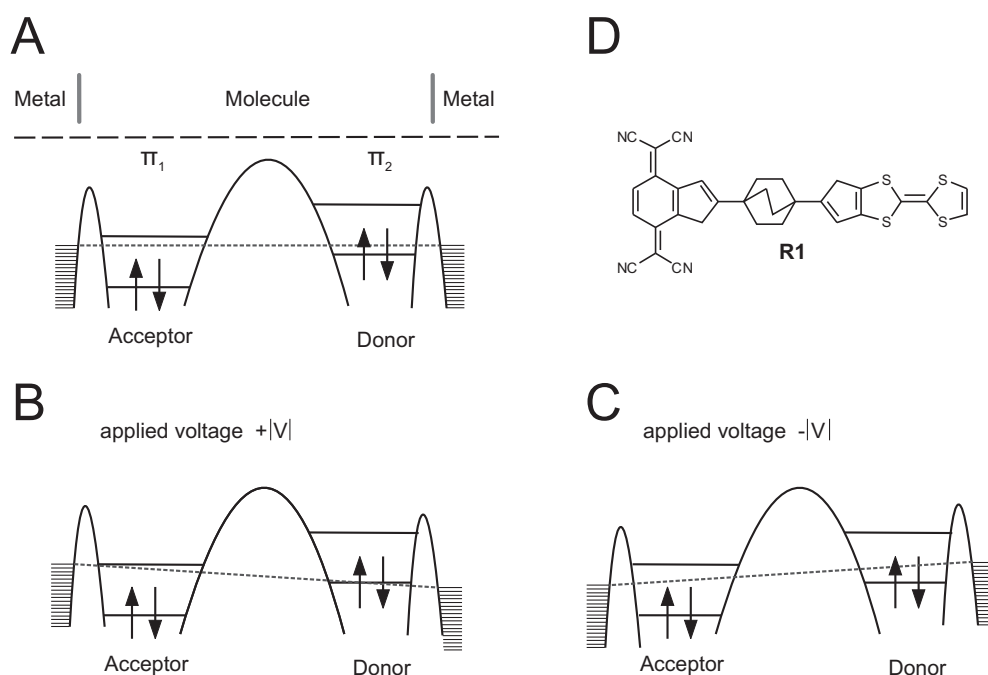 A
Metal
Molecule
Metal
π1
π2
Acceptor
Donor
B
applied voltage +|V|
Acceptor
Donor
C
applied voltage -|V|
Acceptor
Donor
D
NC
CN
S
S
S
S
NC
CN
R1